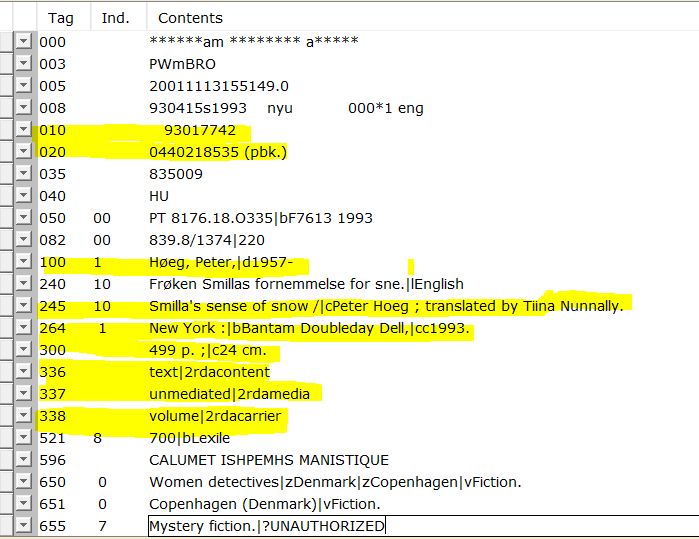 Tag Ind. Contents
000 ******am ******** a*****
003 PWmBRO
005 20011113155149.0
008 930415s1993 nyu 000*1 eng
010 93017742
020 0440218535 (pbk.)
035 835009
040 HU
050 00 PT 8176.18.O335|bF7613 1993
082 00 839.8/1374|220
100 1 Høeg, Peter,|d1957-
240 10 Frøken Smillas fornemmelse for sne.|lEnglish
245 10 Smilla's sense of snow /|cPeter Hoeg ; translated by Tiina Nunnally.
264 1 New York :|bBantam Doubleday Dell,|cc1993.
300 499 p. ;|c24 cm.
336 text|2rdacontent
337 unmediated|2rdamedia
338 volume|2rdacarrier
521 8 700|bLexile
596 CALUMET ISHPEMHS MANISTIQUE
650 0 Women detectives|zDenmark|zCopenhagen|vFiction.
651 0 Copenhagen (Denmark)|vFiction.
655 7 Mystery fiction.|?UNAUTHORIZED